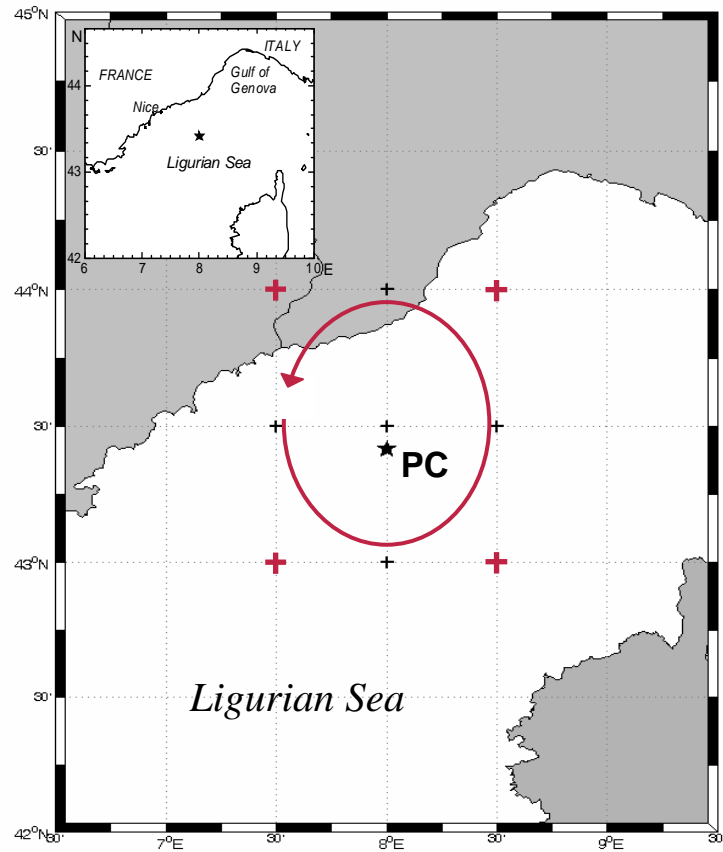 45°N
N
ITALY
FRANCE
Gulf of
Genova
44
Nice
43
Ligurian Sea
42
6 7 8 9 10 E
30'
44°N
30'
PC
43°N
30'
Ligurian Sea
42°N
30' 7°E 30' 8°E 30' 9°E 30'